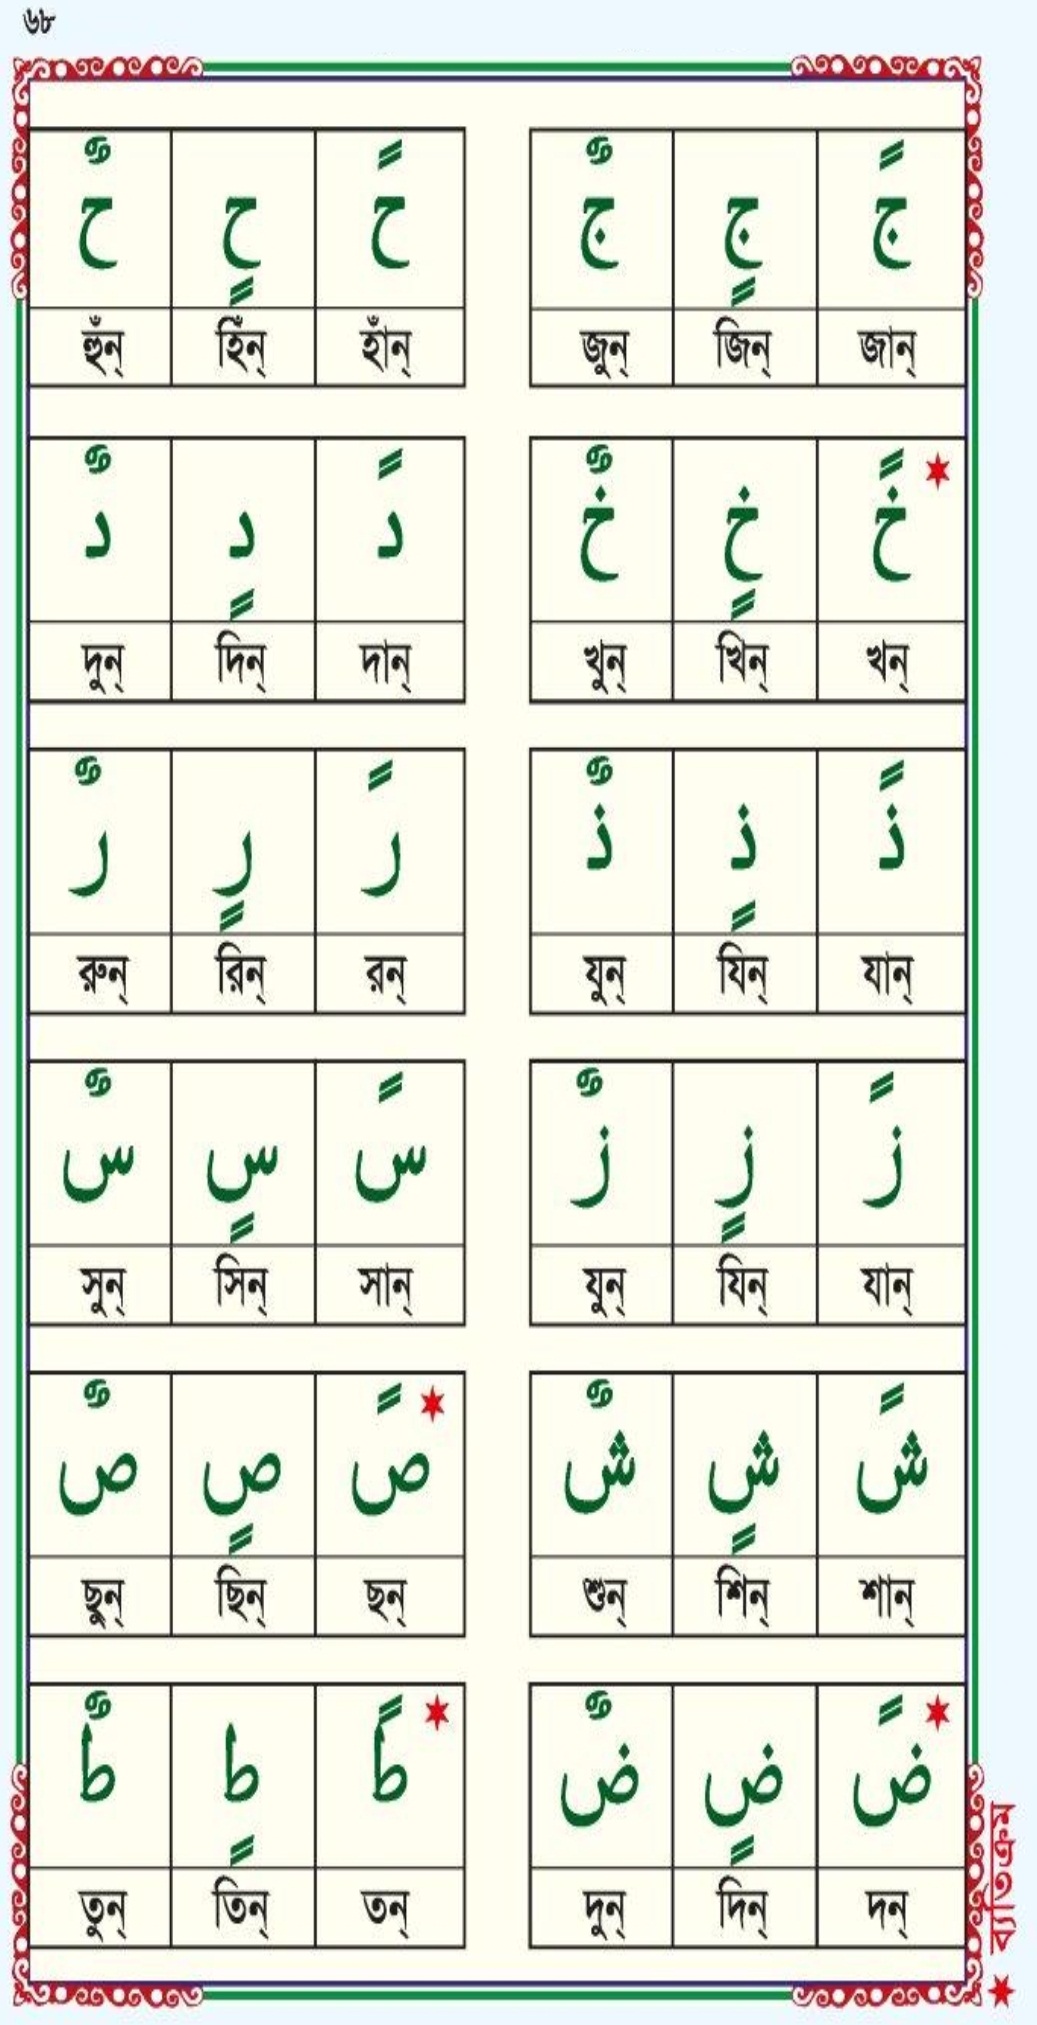 ৬৮
جً جٍ جٌ حً حٍ حٌ
জান্ জিন্ জুন্ হাঁন্ হিঁন্ হুঁন্
خً خٍ خٌ دً دٍ دٌ
খন্ খিন্ খুন্ দান্ দিন্ দুন্
ذً ذٍ ذٌ رً رٍ رٌ
যান্ যিন্ যুন্ রন্ রিন্ রুন্
زً زٍ زٌ سً سٍ سٌ
যান্ যিন্ যুন্ সান্ সিন্ সুন্
شً شٍ شٌ صً صٍ صٌ
শান্ শিন্ শুন্ ছন্ ছিন্ ছুন্
ضً ضٍ ضٌ طً طٍ طٌ
দন্ দিন্ দুন্ তন্ তিন্ তুন্
ব্যতিক্রম